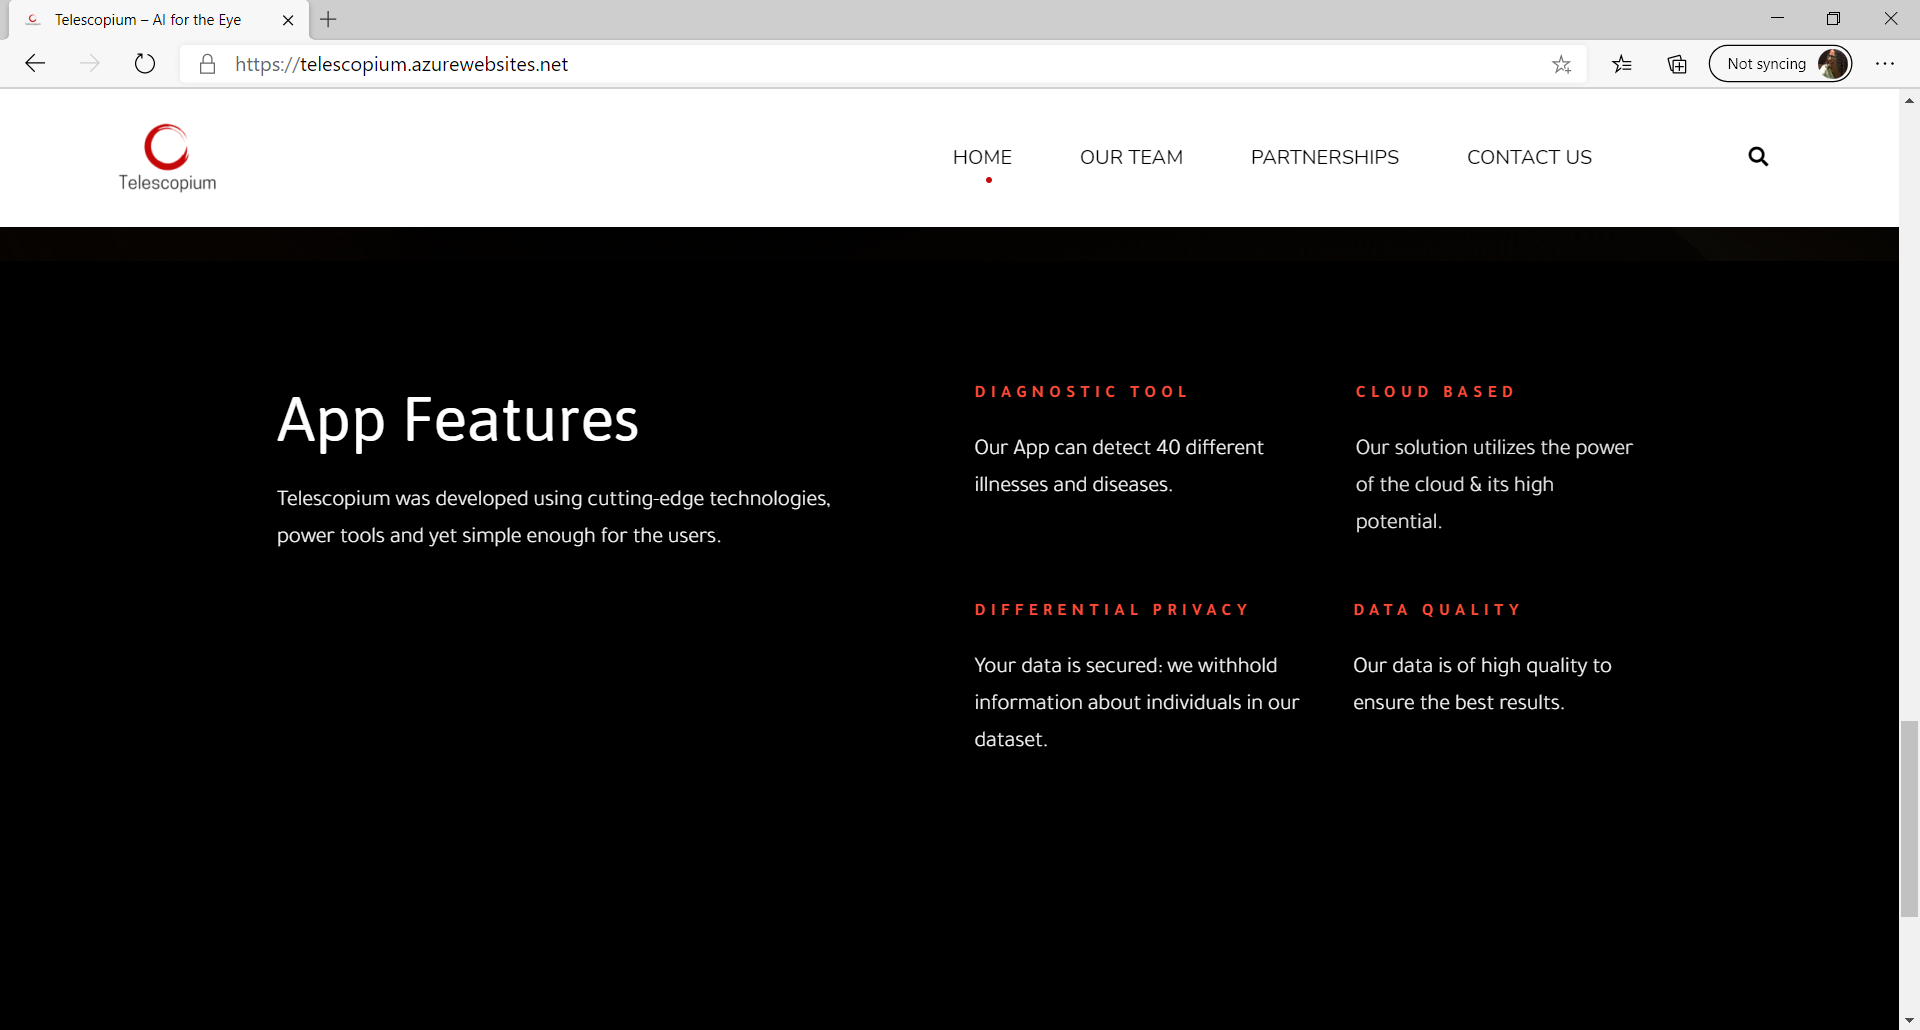 Telescopium – AI for the Eye
https://telescopium.azurewebsites.net
Not syncing
Telescopium
HOME
OUR TEAM
PARTNERSHIPS
CONTACT US
App Features
Telescopium was developed using cutting-edge technologies,
power tools and yet simple enough for the users.
DIAGNOSTIC TOOL
Our App can detect 40 different
illnesses and diseases.
CLOUD BASED
Our solution utilizes the power
of the cloud & its high
potential.
DIFFERENTIAL PRIVACY
Your data is secured: we withhold
information about individuals in our
dataset.
DATA QUALITY
Our data is of high quality to
ensure the best results.